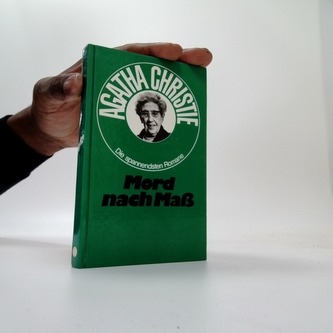 AGATHA CHRISTIE
Die spannendsten Romane
Mord
nach Maß